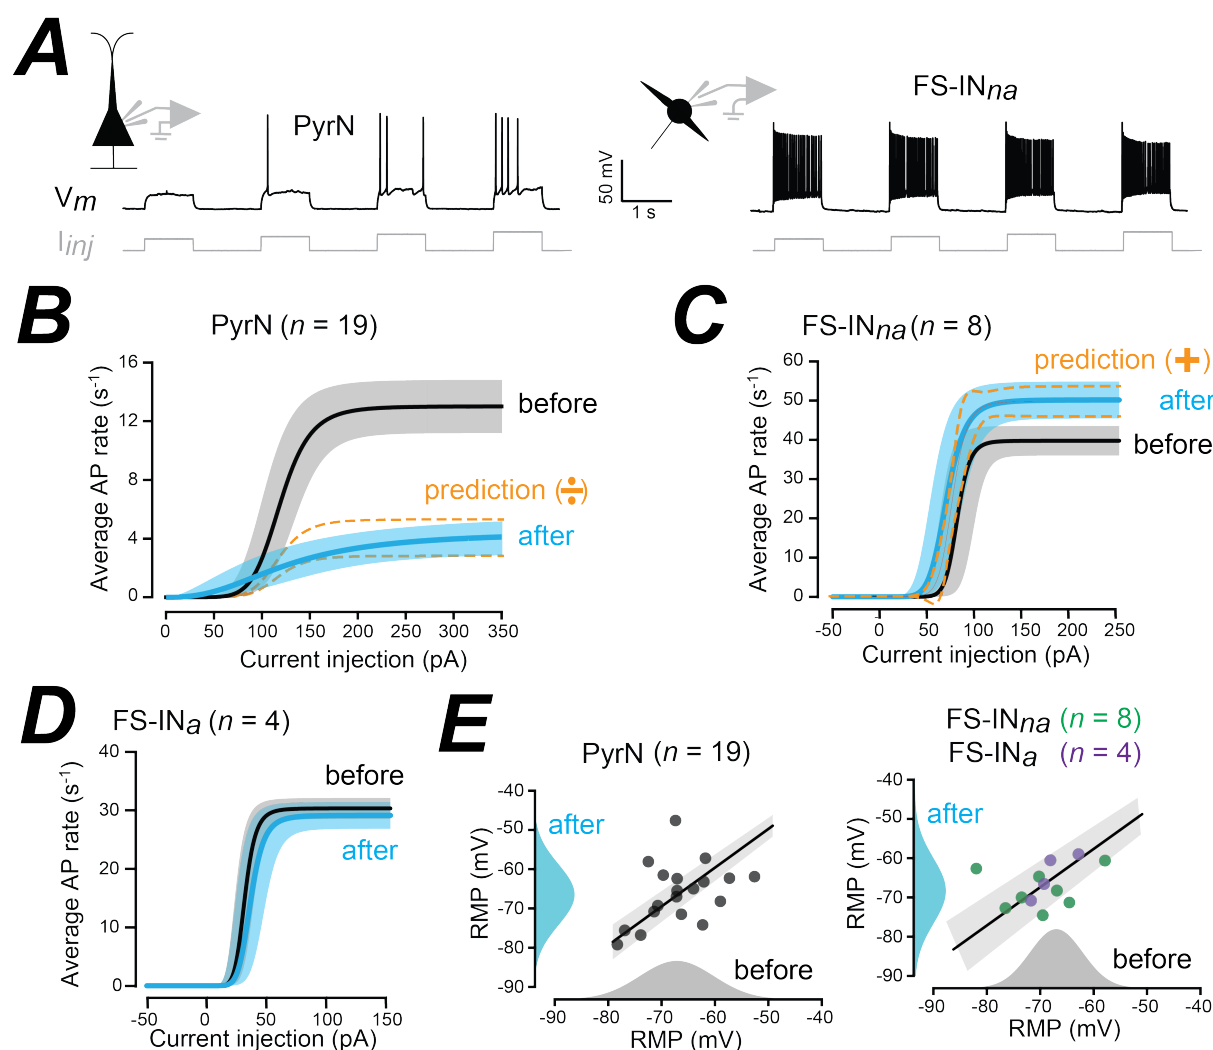 A
PyrN
FS-INna
Vm
Iinj
50 mV
1 s
B
PyrN (n = 19)
Average AP rate (s-1)
16
12
8
4
0
before
prediction (÷)
after
0 50 100 150 200 250 300 350
Current injection (pA)
C
FS-INna (n = 8)
Average AP rate (s-1)
60
50
40
30
20
10
0
prediction (+)
after
before
-50 0 50 100 150 200 250
Current injection (pA)
D
FS-INa (n = 4)
Average AP rate (s-1)
40
30
20
10
0
before
after
-50 0 50 100 150
Current injection (pA)
E
PyrN (n = 19)
RMP (mV)
-40
-50
-60
-70
-80
-90
after
before
-90 -80 -70 -60 -50 -40
RMP (mV)
FS-INna (n = 8)
FS-INa (n = 4)
RMP (mV)
-40
-50
-60
-70
-80
-90
after
before
-90 -80 -70 -60 -50 -40
RMP (mV)